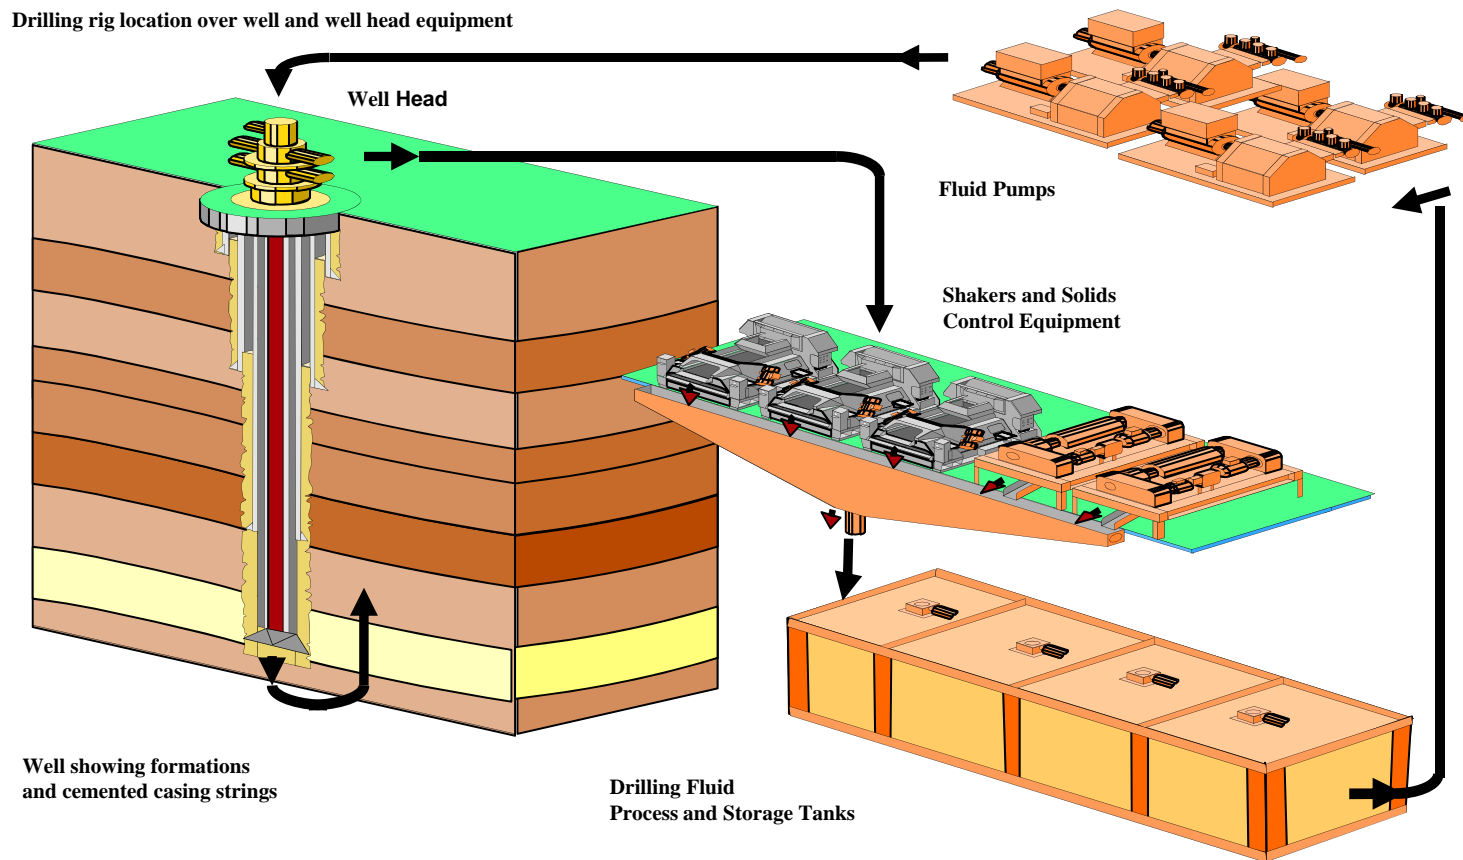 Drilling rig location over well and well head equipment
Well Head
Fluid Pumps
Shakers and Solids
Control Equipment
Well showing formations
and cemented casing strings
Drilling Fluid
Process and Storage Tanks